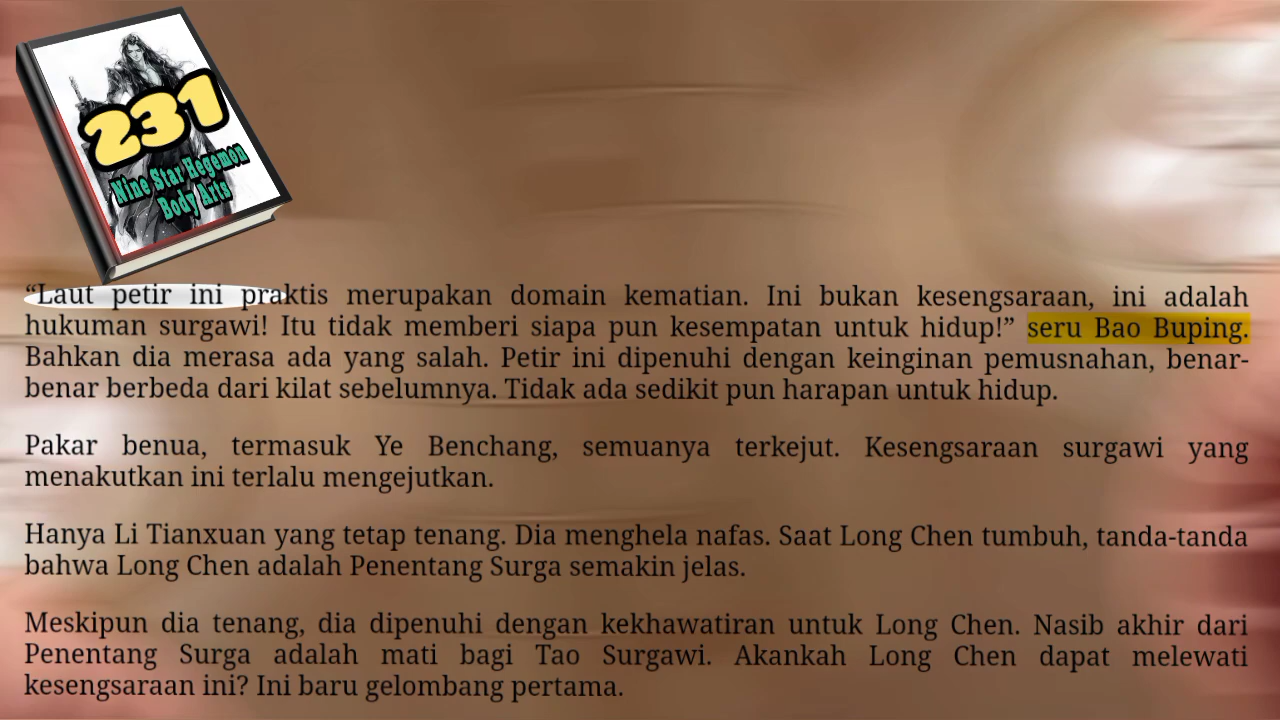 231
Nine Star Hegemon
Body Arts
“Laut petir ini praktis merupakan domain kematian. Ini bukan kesengsaraan, ini adalah
hukuman surgawi! Itu tidak memberi siapa pun kesempatan untuk hidup!” seru Bao Buping.
Bahkan dia merasa ada yang salah. Petir ini dipenuhi dengan keinginan pemusnahan, benar-
benar berbeda dari kilat sebelumnya. Tidak ada sedikit pun harapan untuk hidup.
Pakar benua, termasuk Ye Benchang, semuanya terkejut. Kesengsaraan surgawi yang
menakutkan ini terlalu mengejutkan.
Hanya Li Tianxuan yang tetap tenang. Dia menghela nafas. Saat Long Chen tumbuh, tanda-tanda
bahwa Long Chen adalah Penentang Surga semakin jelas.
Meskipun dia tenang, dia dipenuhi dengan kekhawatiran untuk Long Chen. Nasib akhir dari
Penentang Surga adalah mati bagi Tao Surgawi. Akankah Long Chen dapat melewati
kesengsaraan ini? Ini baru gelombang pertama.